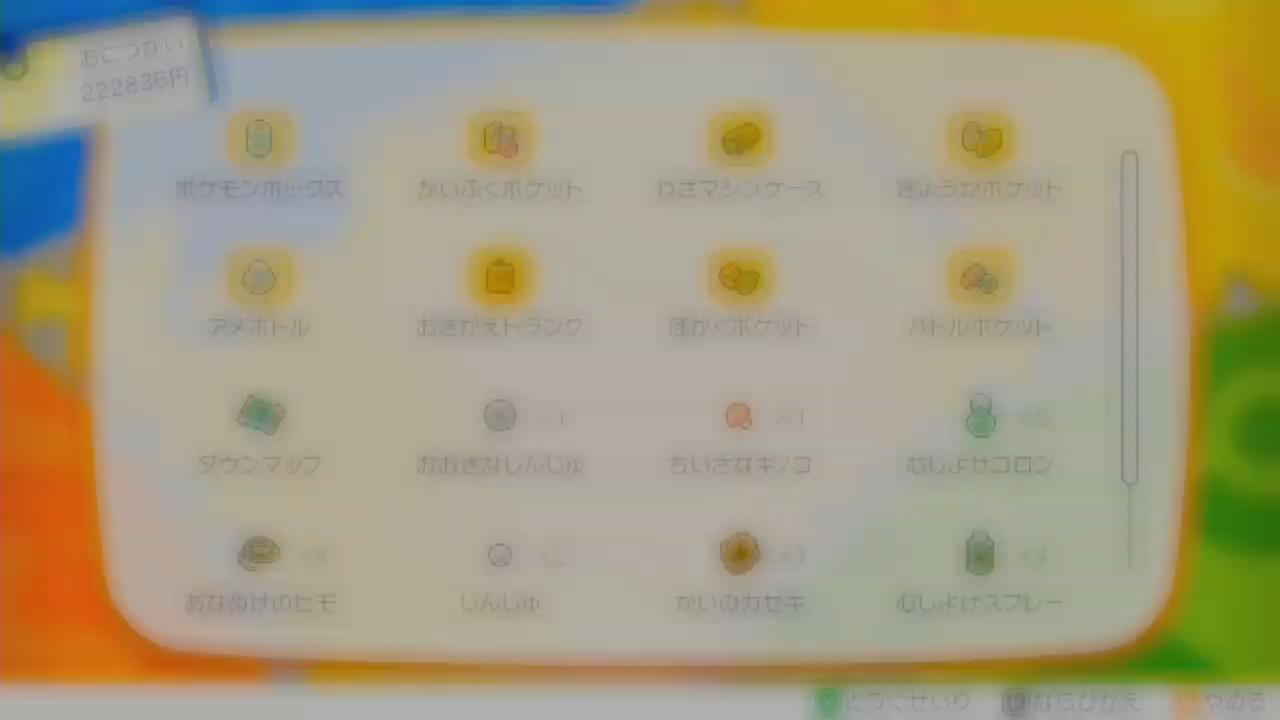 おこづかい
222836円
ポケモンボックス
かいふくポケット
わざマシンケース
きょうかポケット
アメボトル
おきがえトランク
ほかくポケット
バトルポケット
タウンマップ
×1
おおきなしんじゅ
×1
ちいさなキノコ
むしよせコロン
あなぬけのヒモ
×2
しんじゅ
×3
かいのカセキ
むしよけスプレー
どうぐせいり
ならびかえ
やめる